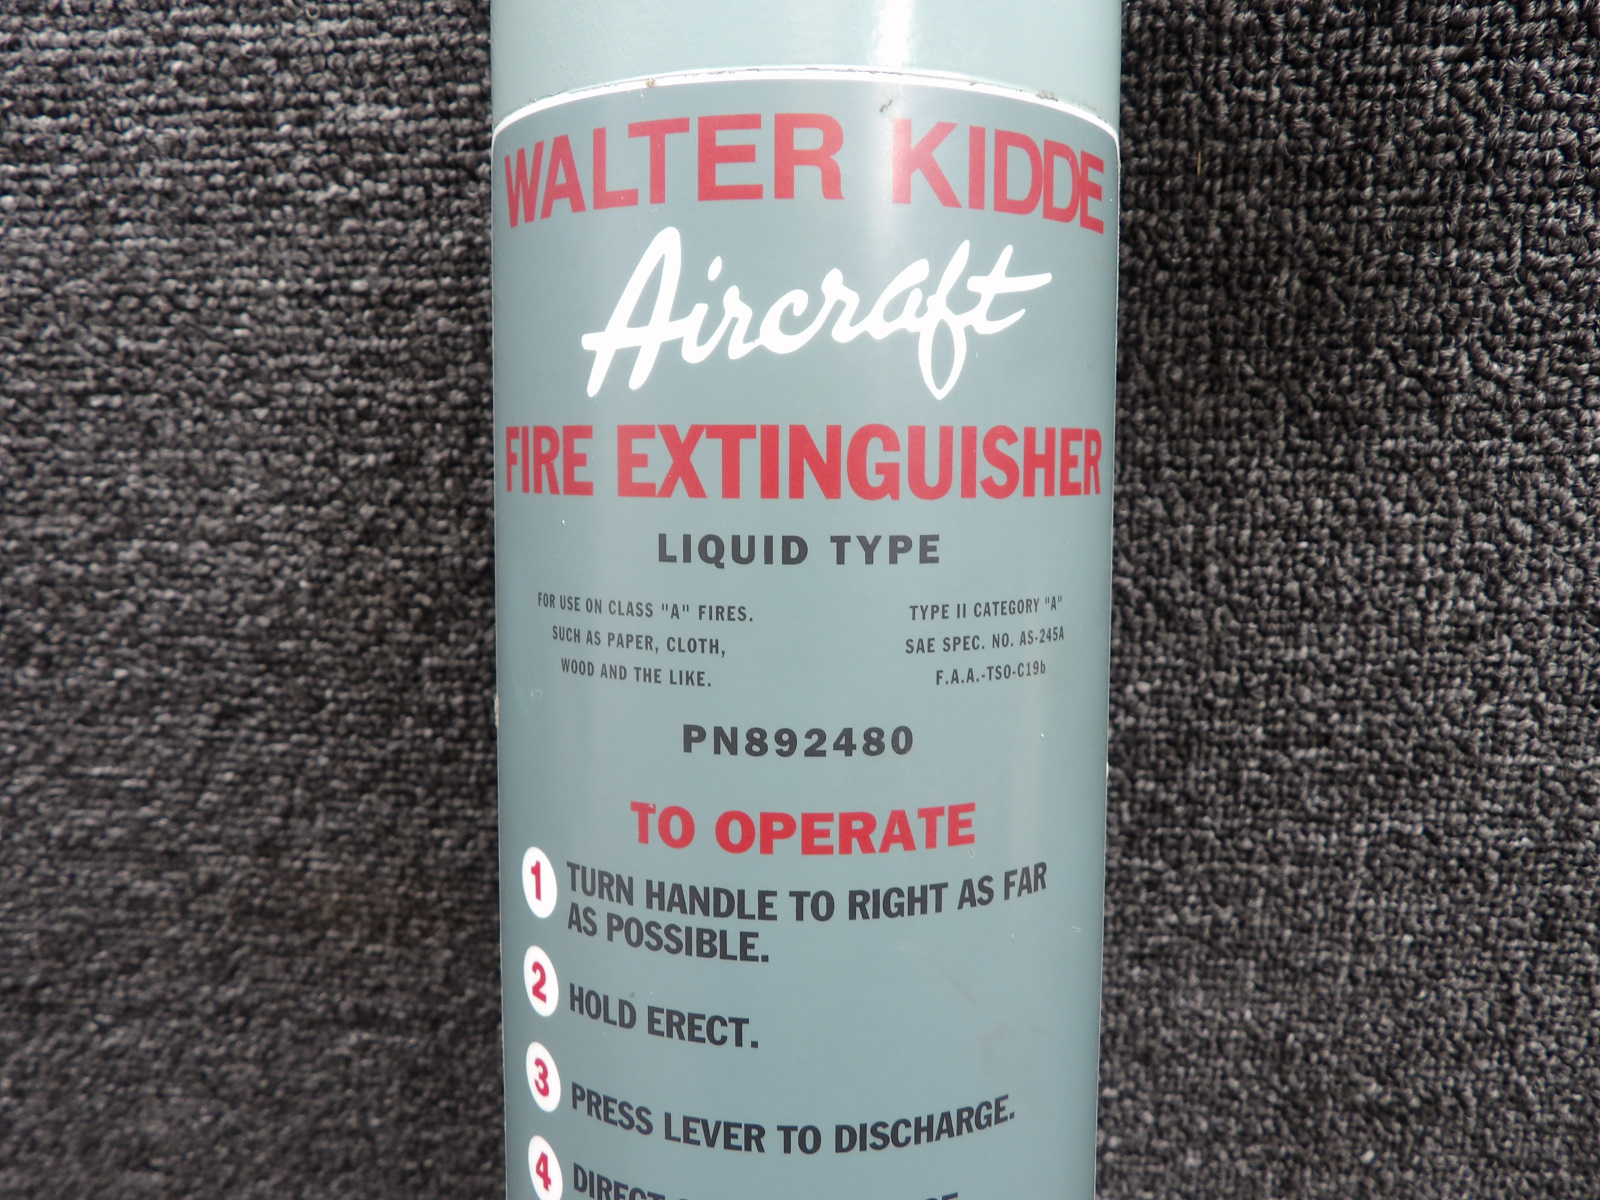 WALTER KIDDE
Aircraft
FIRE EXTINGUISHER
LIQUID TYPE
FOR USE ON CLASS "A" FIRES.
SUCH AS PAPER, CLOTH,
WOOD AND THE LIKE.
TYPE II CATEGORY "A"
SAE SPEC. NO. AS-245A
F.A.A.-TSO-C19b
PN892480
TO OPERATE
1 TURN HANDLE TO RIGHT AS FAR
AS POSSIBLE.
2 HOLD ERECT.
3 PRESS LEVER TO DISCHARGE.
4 DIRECT